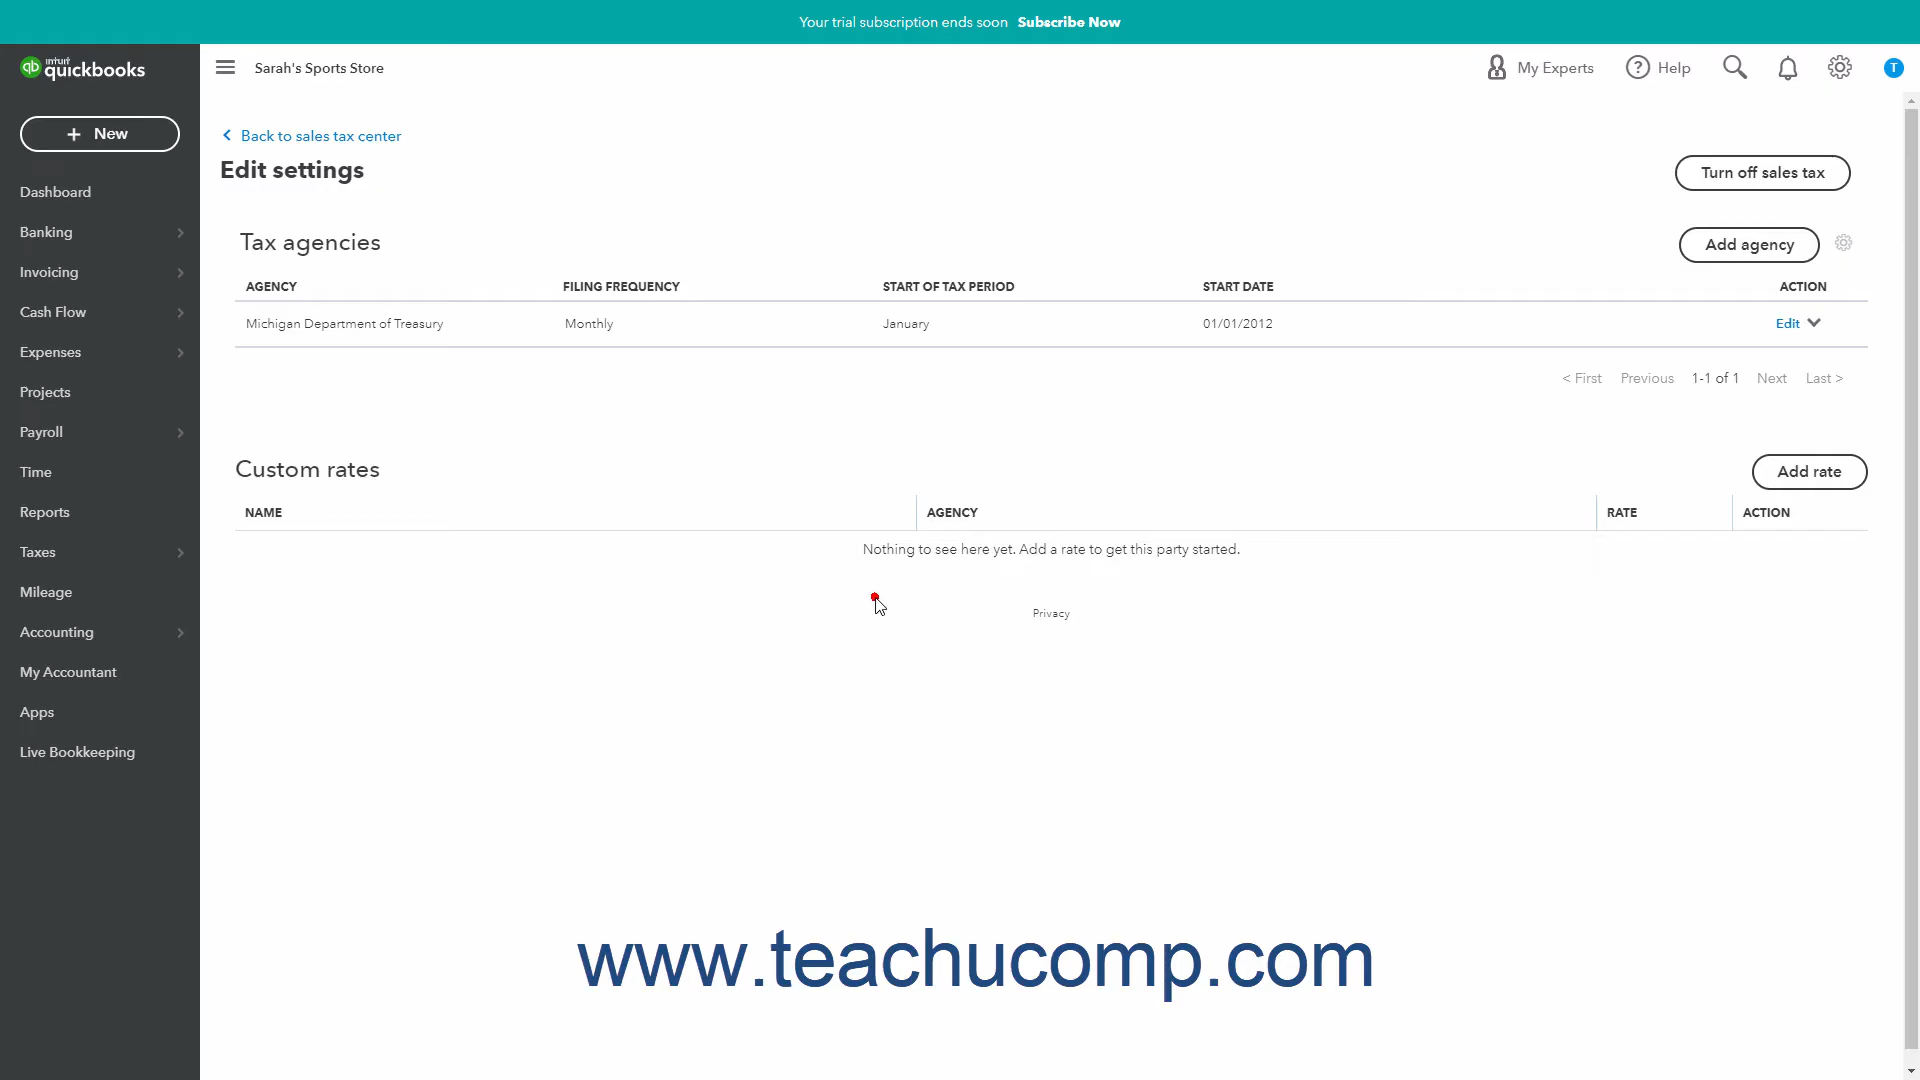 Your trial subscription ends soon Subscribe Now
intuit
quickbooks
Sarah's Sports Store
My Experts
Help
T
+ New
Dashboard
Banking
Invoicing
Cash Flow
Expenses
Projects
Payroll
Time
Reports
Taxes
Mileage
Accounting
My Accountant
Apps
Live Bookkeeping
Back to sales tax center
Edit settings
Turn off sales tax
Tax agencies
Add agency
AGENCY FILING FREQUENCY START OF TAX PERIOD START DATE ACTION
Michigan Department of Treasury Monthly January 01/01/2012 Edit
< First Previous 1-1 of 1 Next Last >
Custom rates
Add rate
NAME AGENCY RATE ACTION
Nothing to see here yet. Add a rate to get this party started.
Privacy
www.teachucomp.com